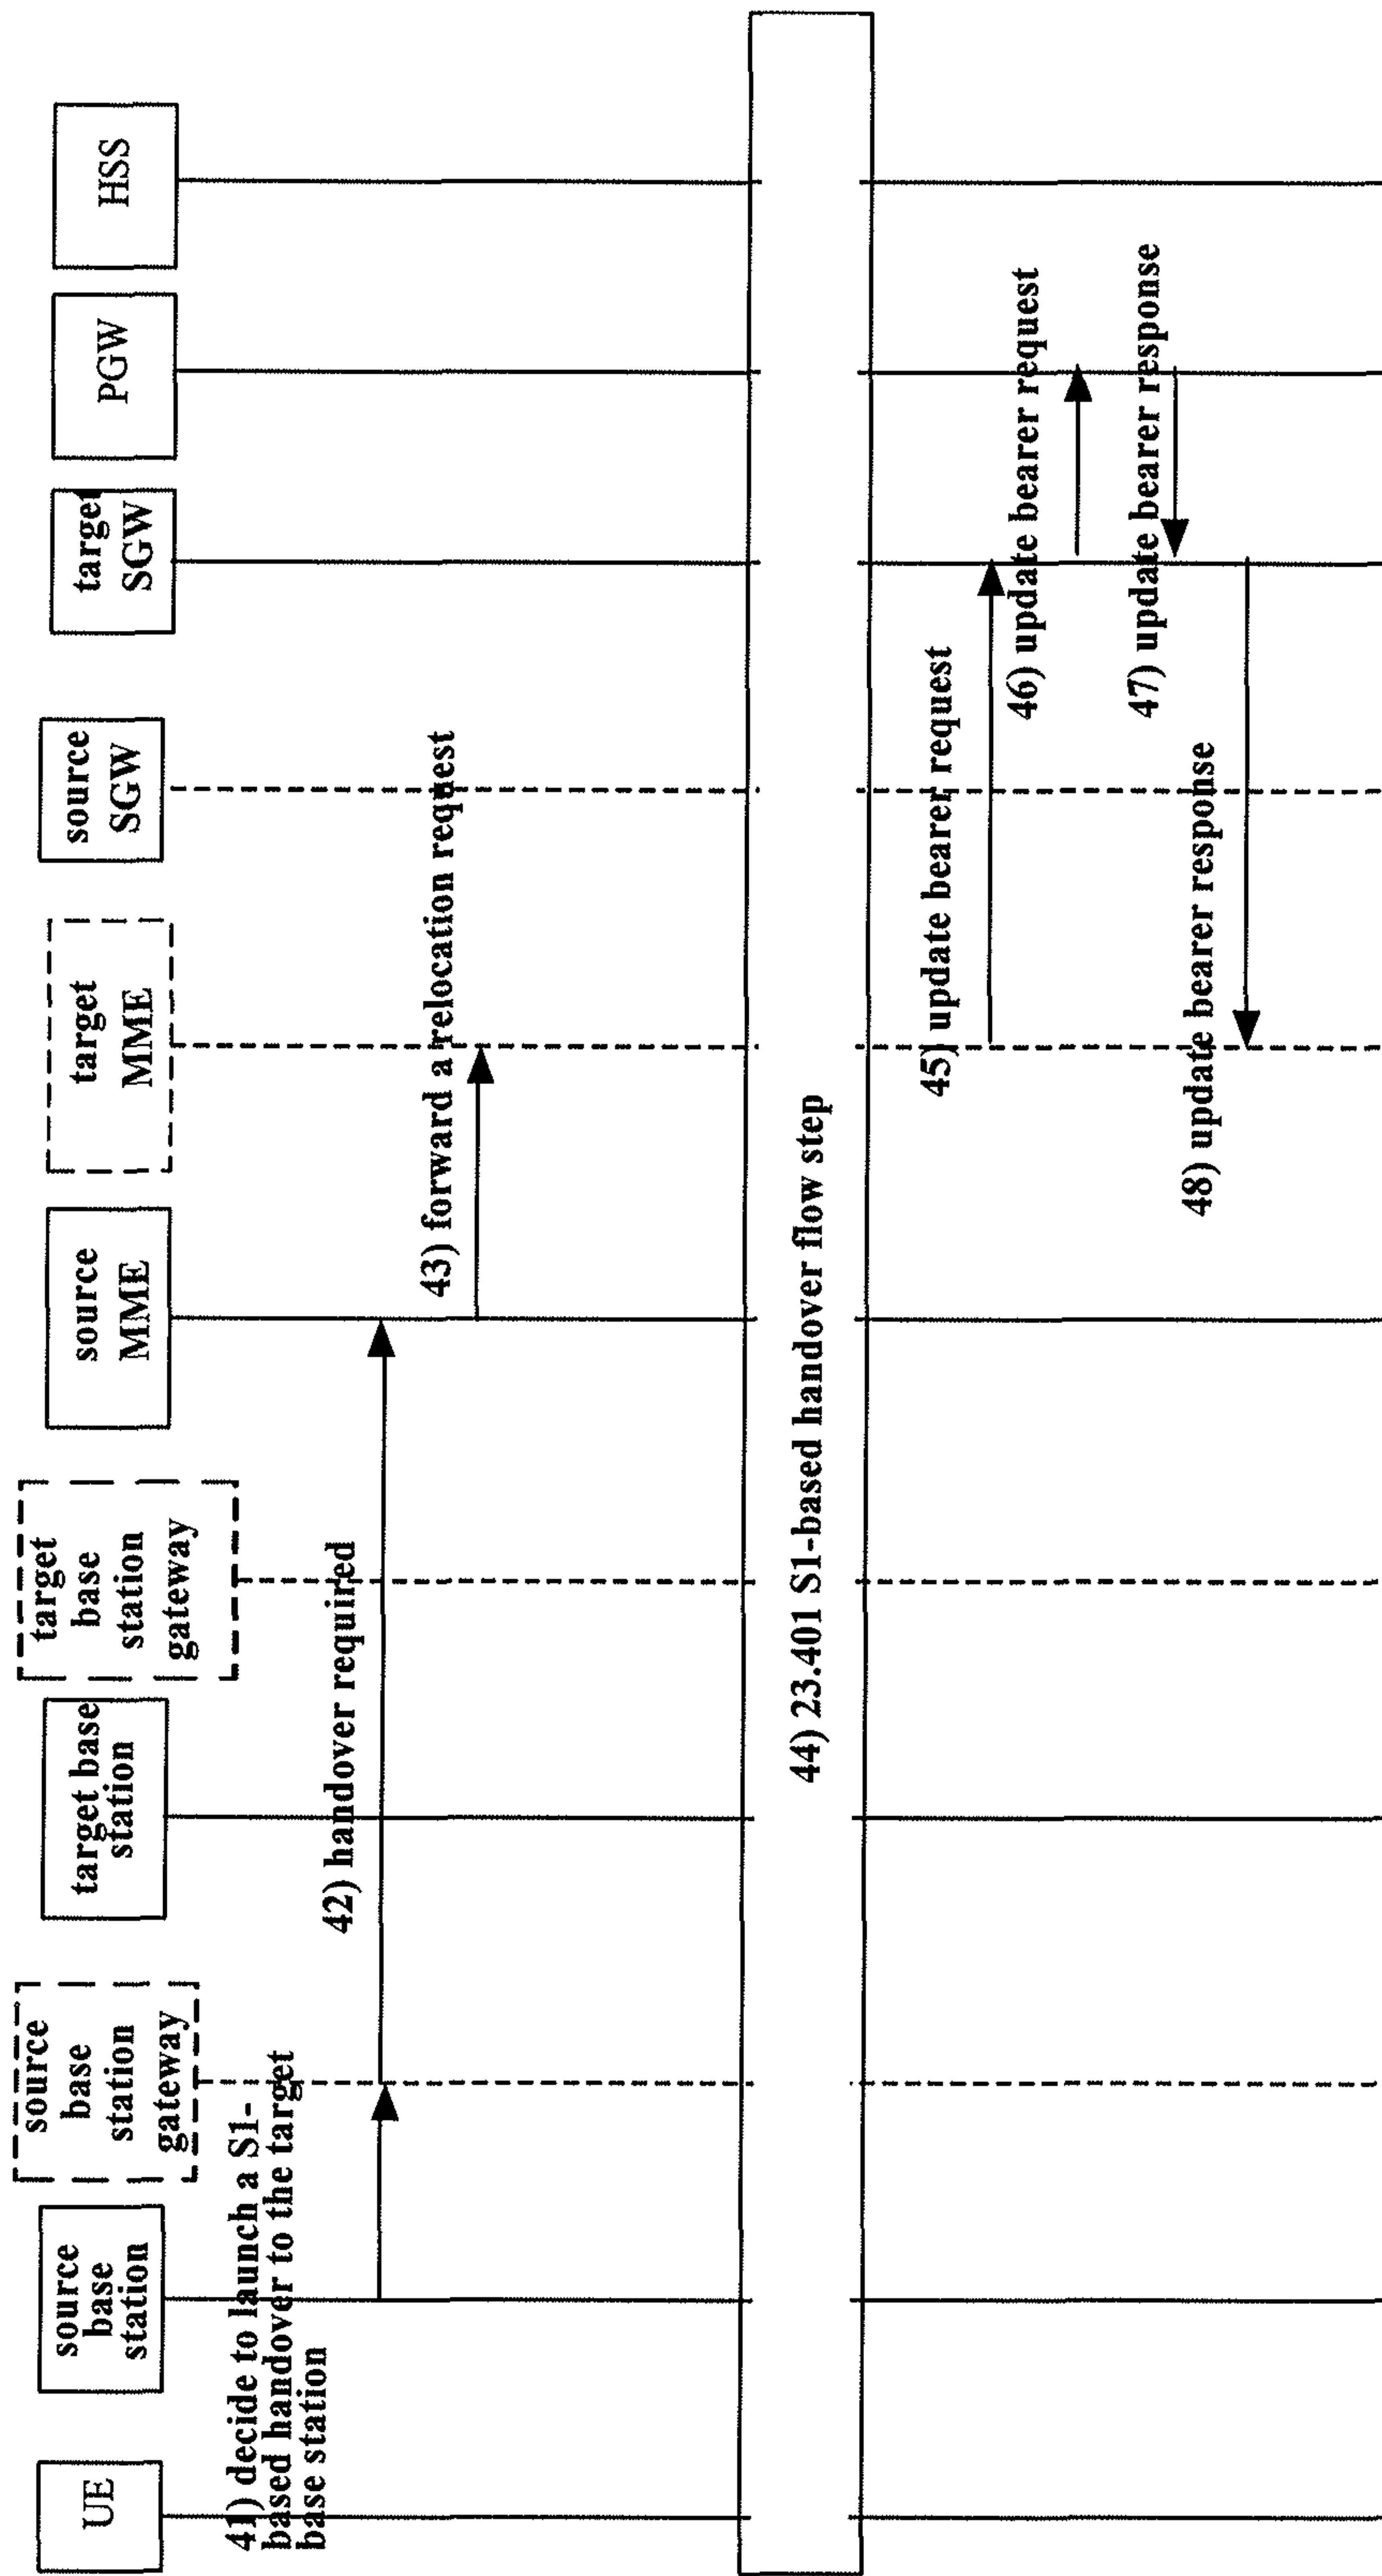 UE
source
base
station
source
base
station
gateway
target base
station
target
base
station
gateway
source
MME
target
MME
source
SGW
target
SGW
PGW
HSS
41) decide to launch a S1-
based handover to the target
base station
42) handover required
43) forward a relocation request
44) 23.401 S1-based handover flow step
45) update bearer request
46) update bearer request
47) update bearer response
48) update bearer response